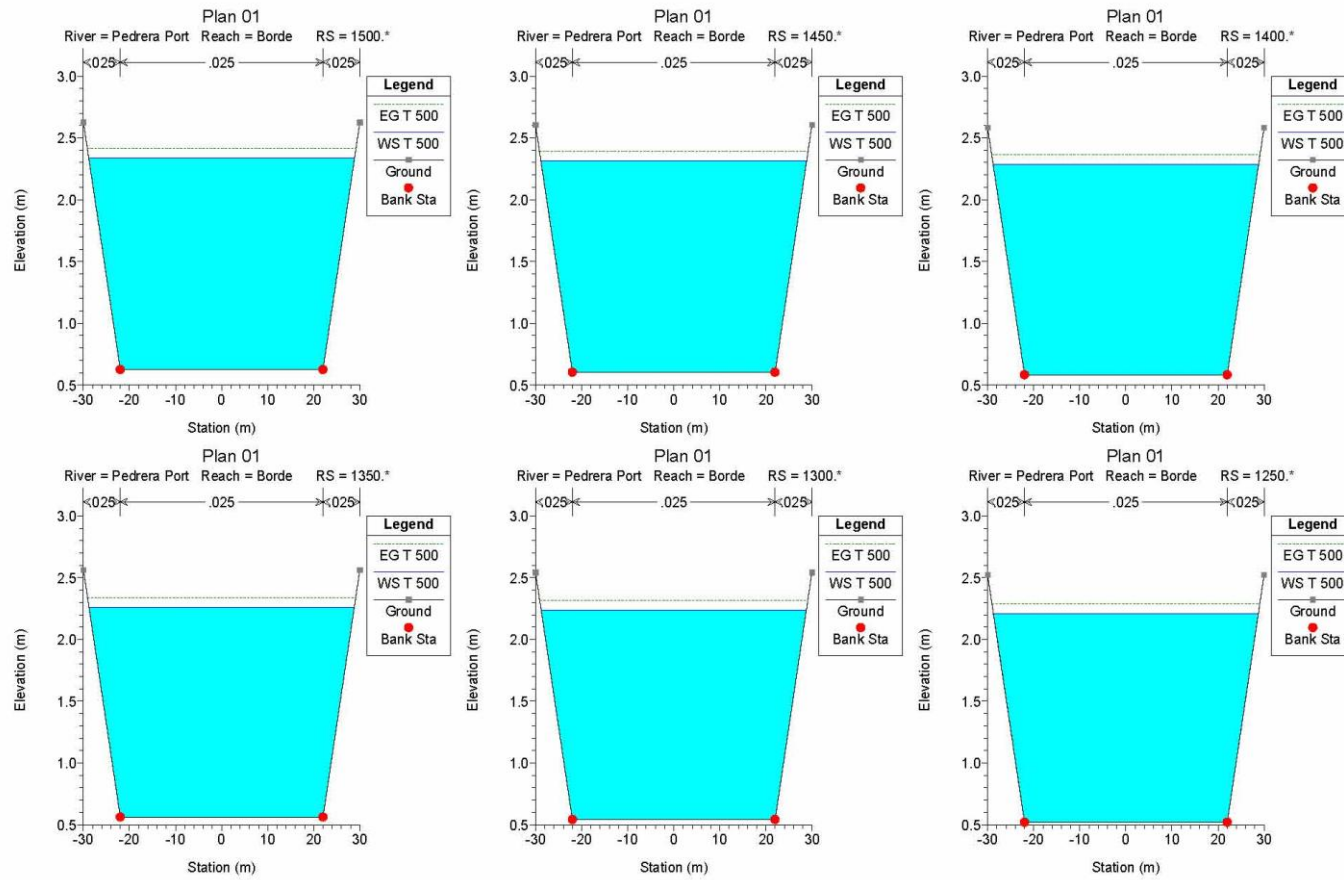 Plan 01
River = Pedrera Port Reach = Borde RS = 1500.*
.025 .025 .025
Legend
EG T 500
WS T 500
Ground
Bank Sta
3.0
2.5
2.0
1.5
1.0
0.5
-30 -20 -10 0 10 20 30
Elevation (m)
Station (m)
Plan 01
River = Pedrera Port Reach = Borde RS = 1450.*
.025 .025 .025
Legend
EG T 500
WS T 500
Ground
Bank Sta
3.0
2.5
2.0
1.5
1.0
0.5
-30 -20 -10 0 10 20 30
Elevation (m)
Station (m)
Plan 01
River = Pedrera Port Reach = Borde RS = 1400.*
.025 .025 .025
Legend
EG T 500
WS T 500
Ground
Bank Sta
3.0
2.5
2.0
1.5
1.0
0.5
-30 -20 -10 0 10 20 30
Elevation (m)
Station (m)
Plan 01
River = Pedrera Port Reach = Borde RS = 1350.*
.025 .025 .025
Legend
EG T 500
WS T 500
Ground
Bank Sta
3.0
2.5
2.0
1.5
1.0
0.5
-30 -20 -10 0 10 20 30
Elevation (m)
Station (m)
Plan 01
River = Pedrera Port Reach = Borde RS = 1300.*
.025 .025 .025
Legend
EG T 500
WS T 500
Ground
Bank Sta
3.0
2.5
2.0
1.5
1.0
0.5
-30 -20 -10 0 10 20 30
Elevation (m)
Station (m)
Plan 01
River = Pedrera Port Reach = Borde RS = 1250.*
.025 .025 .025
Legend
EG T 500
WS T 500
Ground
Bank Sta
3.0
2.5
2.0
1.5
1.0
0.5
-30 -20 -10 0 10 20 30
Elevation (m)
Station (m)